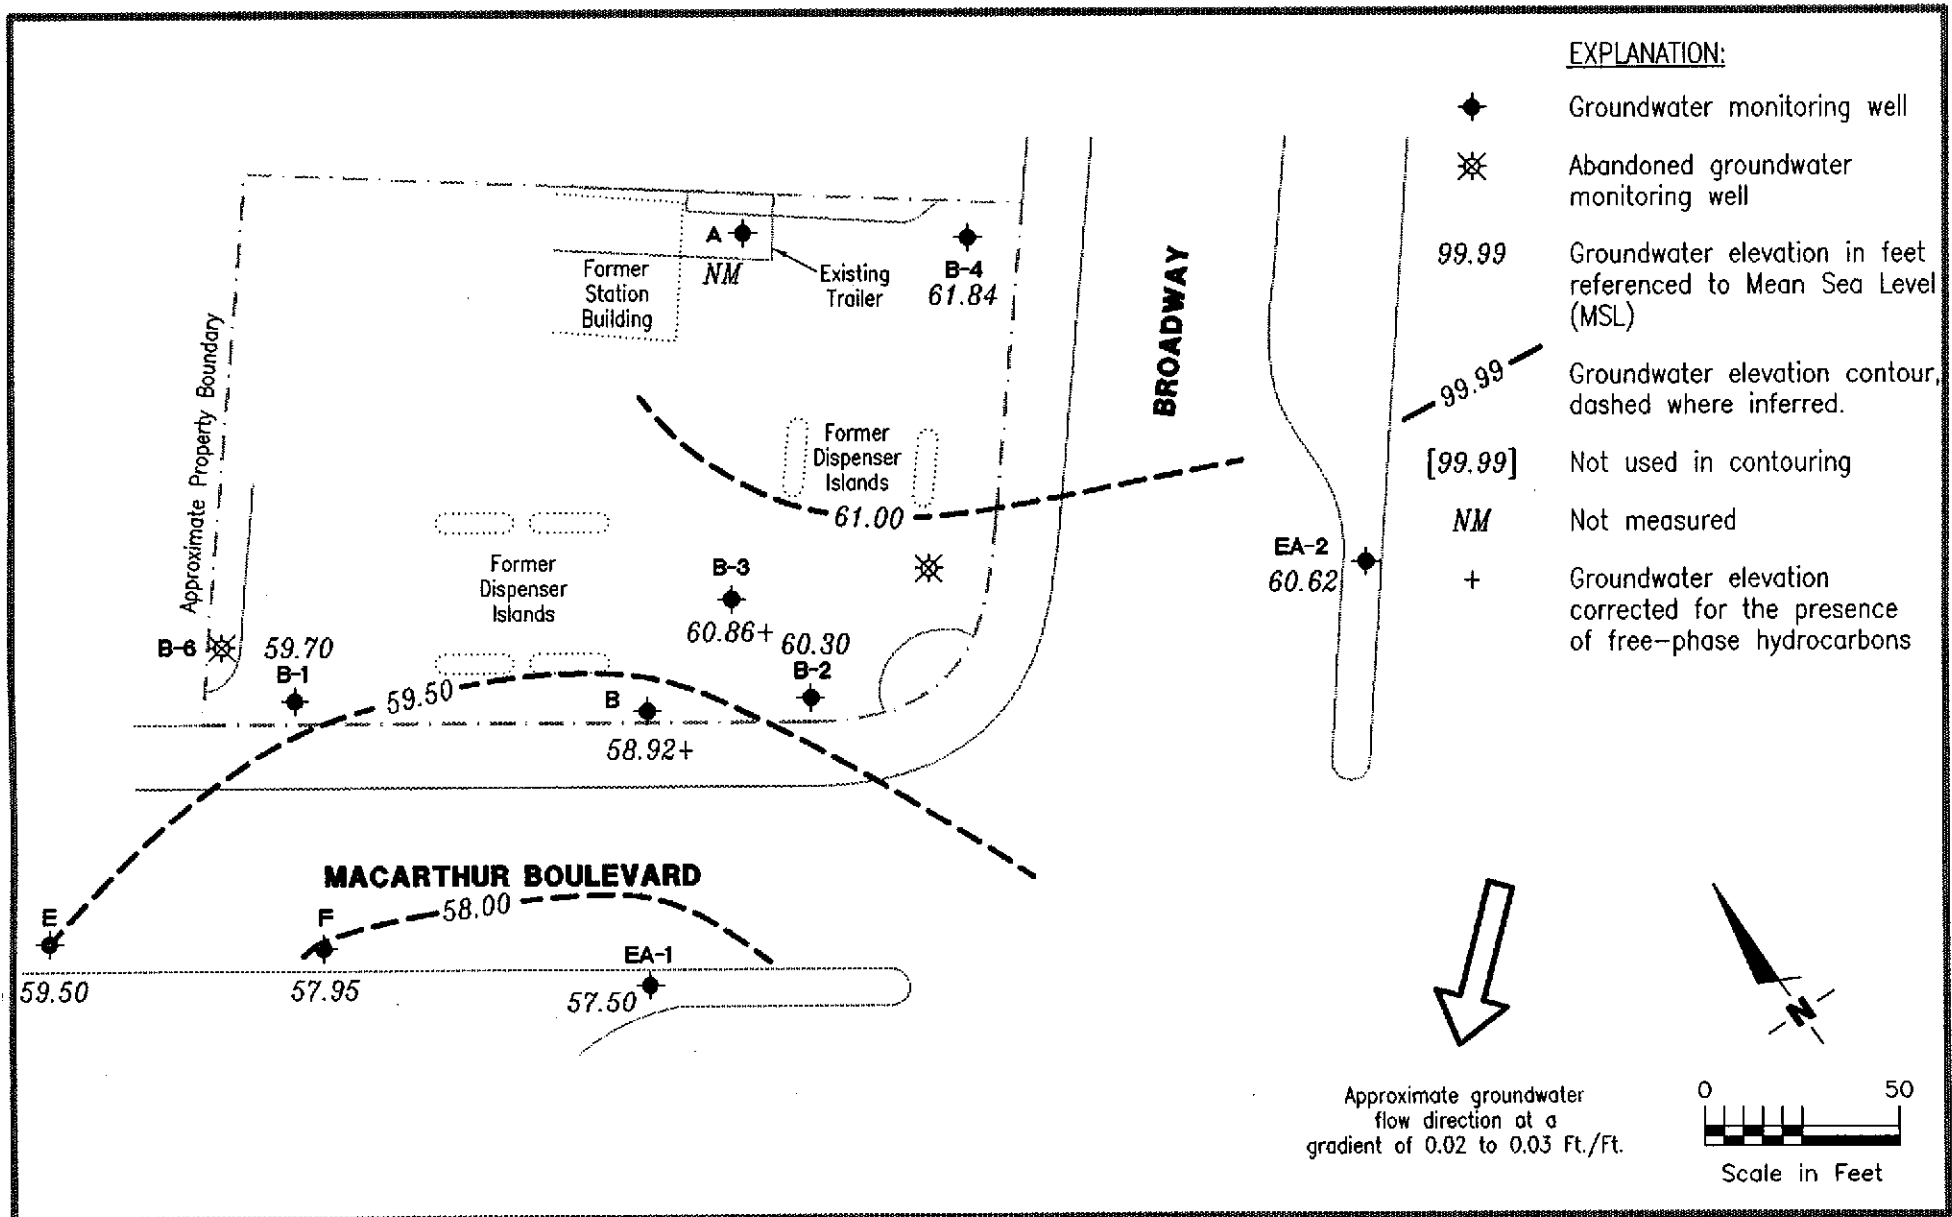 EXPLANATION:
Groundwater monitoring well
Abandoned groundwater
monitoring well
99.99
Groundwater elevation in feet
referenced to Mean Sea Level
(MSL)
99.99
Groundwater elevation contour,
dashed where inferred.
[99.99]
Not used in contouring
NM
Not measured
+
Groundwater elevation
corrected for the presence
of free-phase hydrocarbons
A
NM
Former
Station
Building
Existing
Trailer
B-4
61.84
BROADWAY
Approximate Property Boundary
Former
Dispenser
Islands
61.00
EA-2
60.62
Former
Dispenser
Islands
B-3
60.86+
60.30
B-2
B-6
59.70
B-1
59.50
B
58.92+
MACARTHUR BOULEVARD
58.00
E
59.50
F
57.95
EA-1
57.50
Approximate groundwater
flow direction at a
gradient of 0.02 to 0.03 Ft./Ft.
N
0 50
Scale in Feet